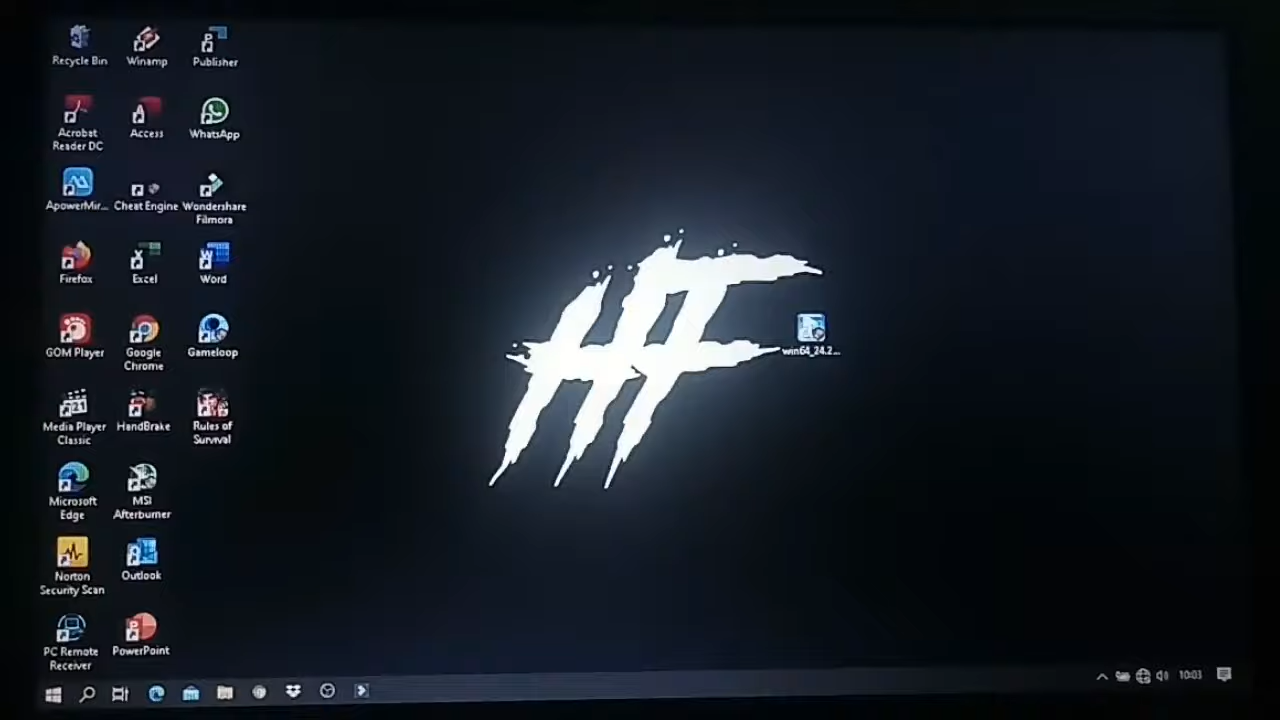 Recycle Bin
Winamp
Publisher
Acrobat
Reader DC
Access
WhatsApp
ApowerMir...
Cheat Engine
Wondershare
Filmora
Firefox
Excel
Word
GOM Player
Google
Chrome
Gameloop
Media Player
Classic
HandBrake
Rules of
Survival
Microsoft
Edge
MSI
Afterburner
Norton
Security Scan
Outlook
PC Remote
Receiver
PowerPoint
HF
win64_24.2...
10:03